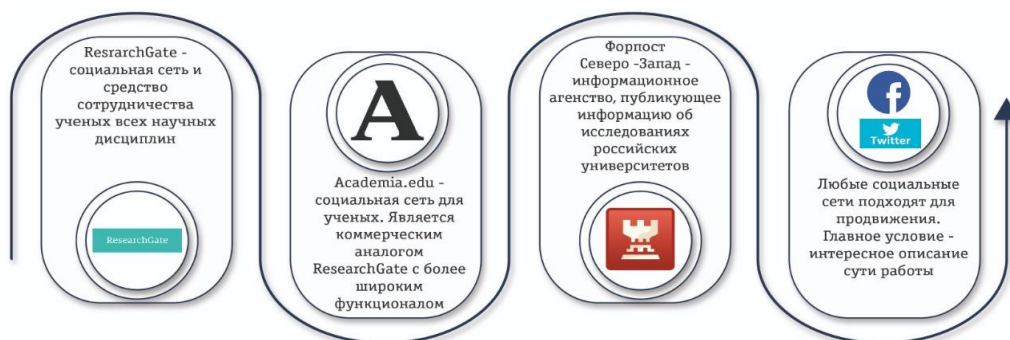 ResrarchGate -
социальная сеть и
средство
сотрудничества
ученых всех научных
дисциплин
ResearchGate
A
Academia.edu -
социальная сеть для
ученых. Является
коммерческим
аналогом
ResearchGate с более
широким
функционалом
Форпост
Северо -Запад -
информационное
агенство, публикующее
информацию об
исследованиях
российских
университетов
f
Twitter
Любые социальные
сети подходят для
продвижения.
Главное условие -
интересное описание
сути работы